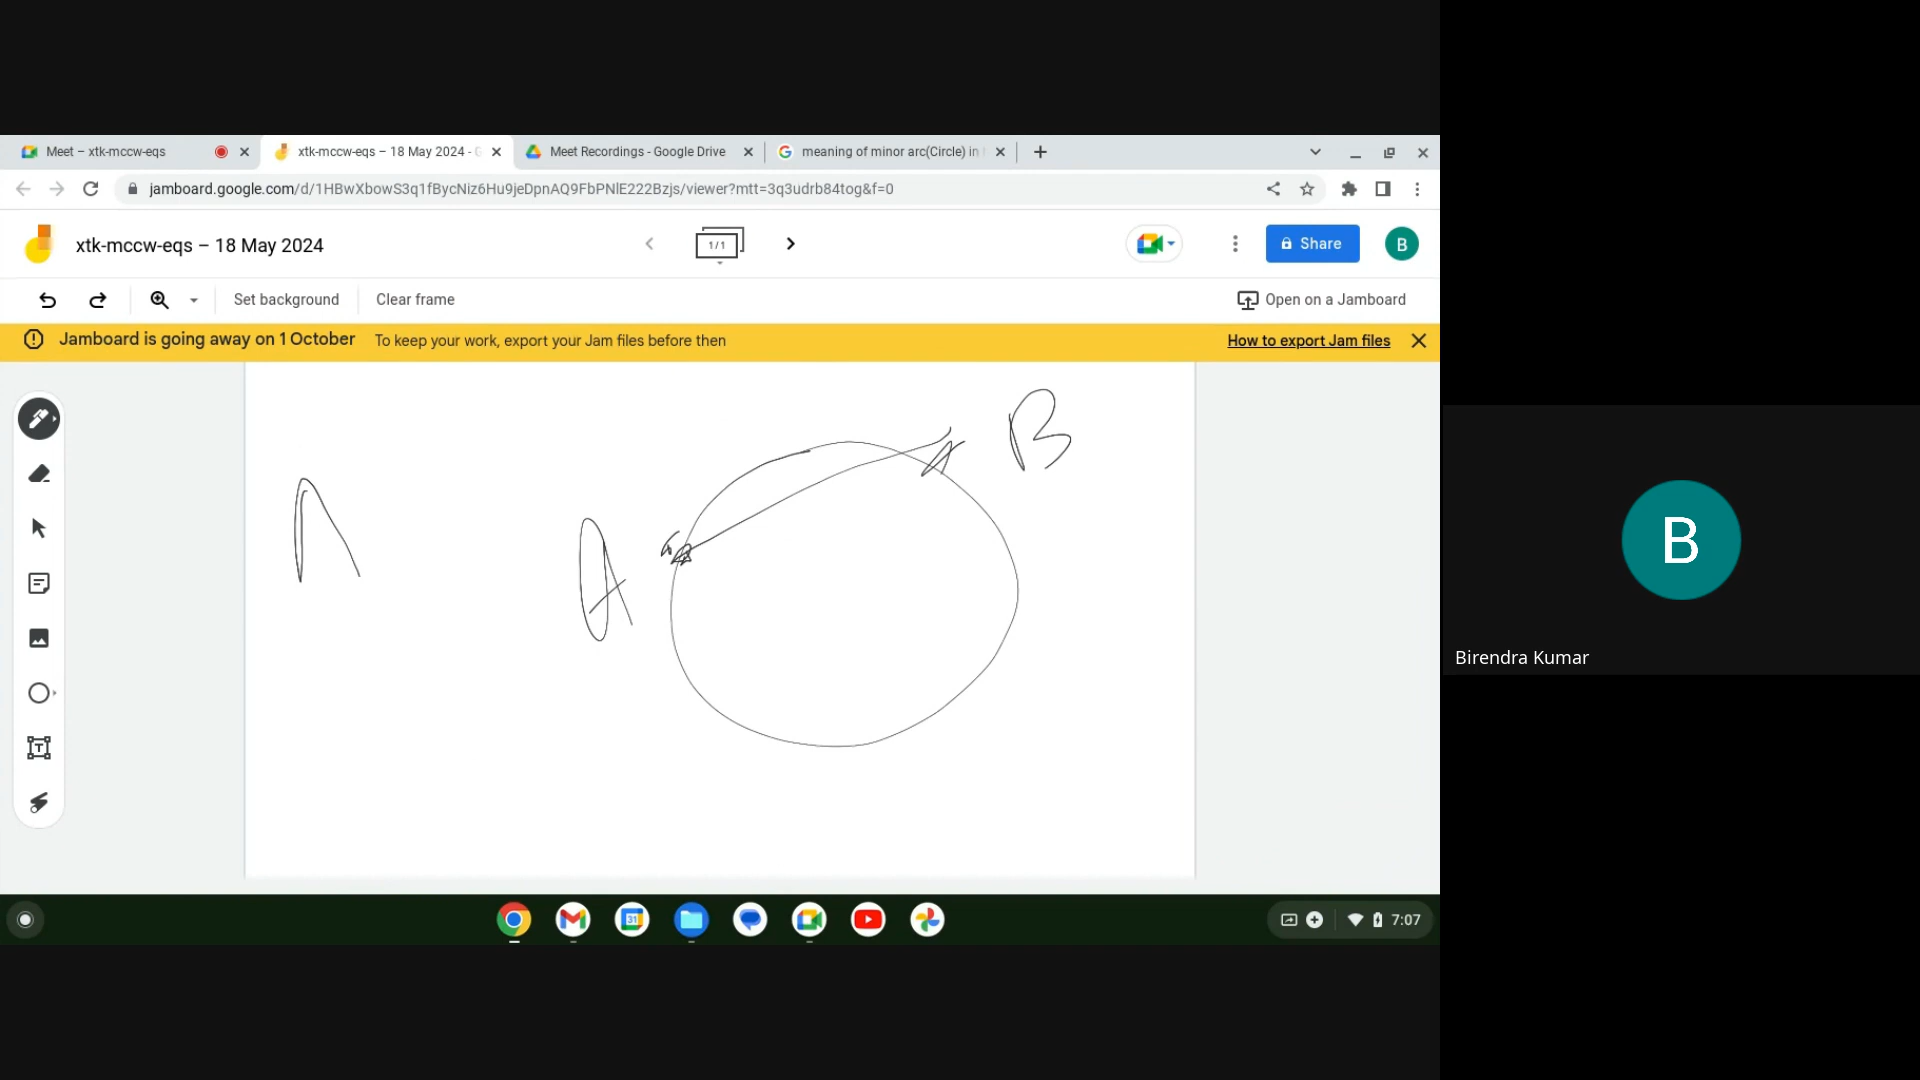 Meet – xtk-mccw-eqs
xtk-mccw-eqs – 18 May 2024 - G
Meet Recordings - Google Drive
meaning of minor arc(Circle) in
jamboard.google.com/d/1HBwXbowS3q1fBycNiz6Hu9jeDpnAQ9FbPNlE222Bzjs/viewer?mtt=3q3udrb84tog&f=0
xtk-mccw-eqs – 18 May 2024
1/1
Share
B
Set background
Clear frame
Open on a Jamboard
Jamboard is going away on 1 October
To keep your work, export your Jam files before then
How to export Jam files
B
A
B
Birendra Kumar
31
7:07